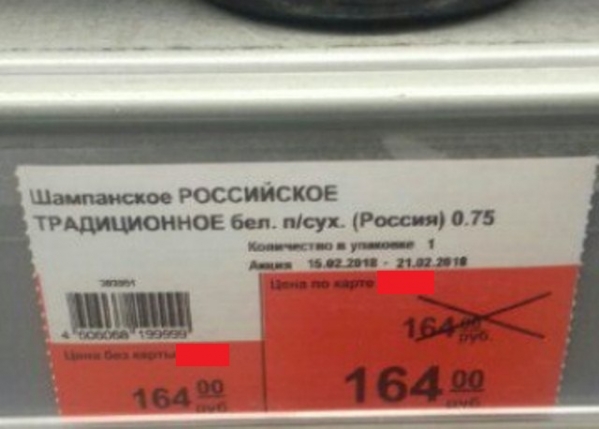 Шампанское РОССИЙСКОЕ
ТРАДИЦИОННОЕ бел. п/сух. (Россия) 0.75
Количество в упаковке 1
Акция 15.02.2018 - 21.02.2018
Цена по карте
4 606068 199999
164 00 руб.
Цена без карты
164 00 руб.
164 00 руб.